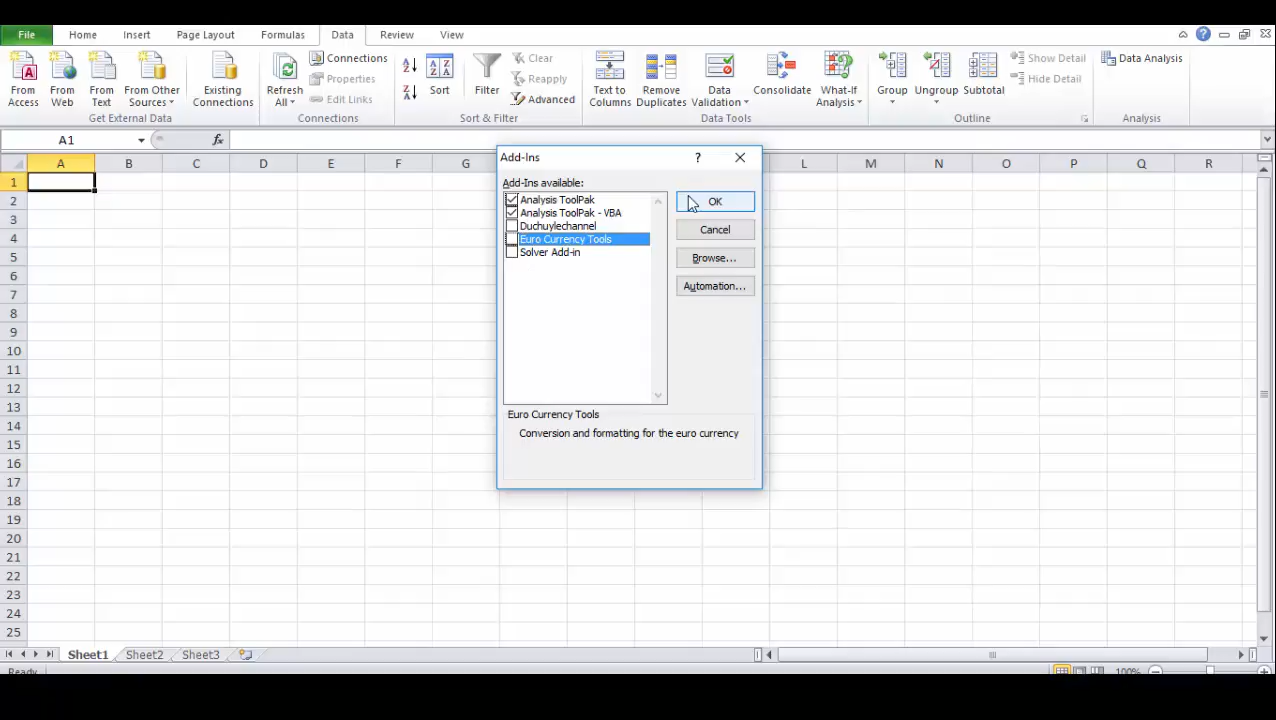 File Home Insert Page Layout Formulas Data Review View
From Access
From Web
From Text
From Other Sources
Existing Connections
Get External Data
Refresh All
Connections
Properties
Edit Links
Connections
Sort
Filter
Clear
Reapply
Advanced
Sort & Filter
Text to Columns
Remove Duplicates
Data Validation
Consolidate
What-If Analysis
Data Tools
Group
Ungroup
Subtotal
Show Detail
Hide Detail
Outline
Data Analysis
Analysis
A1 fx
A B C D E F G L M N O P Q R
1
2
3
4
5
6
7
8
9
10
11
12
13
14
15
16
17
18
19
20
21
22
23
24
25
Add-Ins ?
Add-Ins available:
Analysis ToolPak
Analysis ToolPak - VBA
Duchuylechannel
Euro Currency Tools
Solver Add-in
OK
Cancel
Browse...
Automation...
Euro Currency Tools
Conversion and formatting for the euro currency
Sheet1 Sheet2 Sheet3
Ready 100%